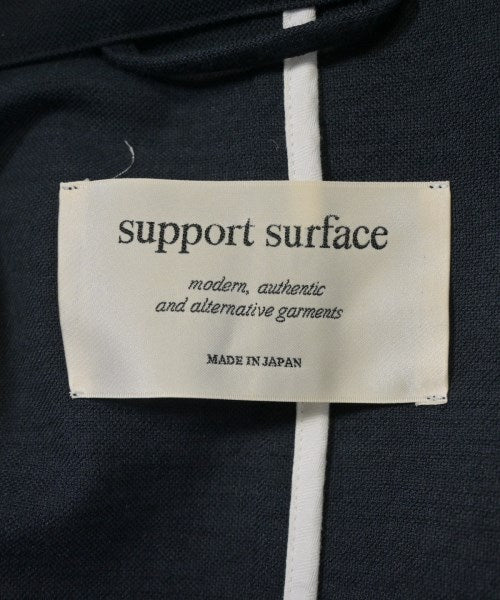 support surface
modern, authentic
and alternative garments
MADE IN JAPAN